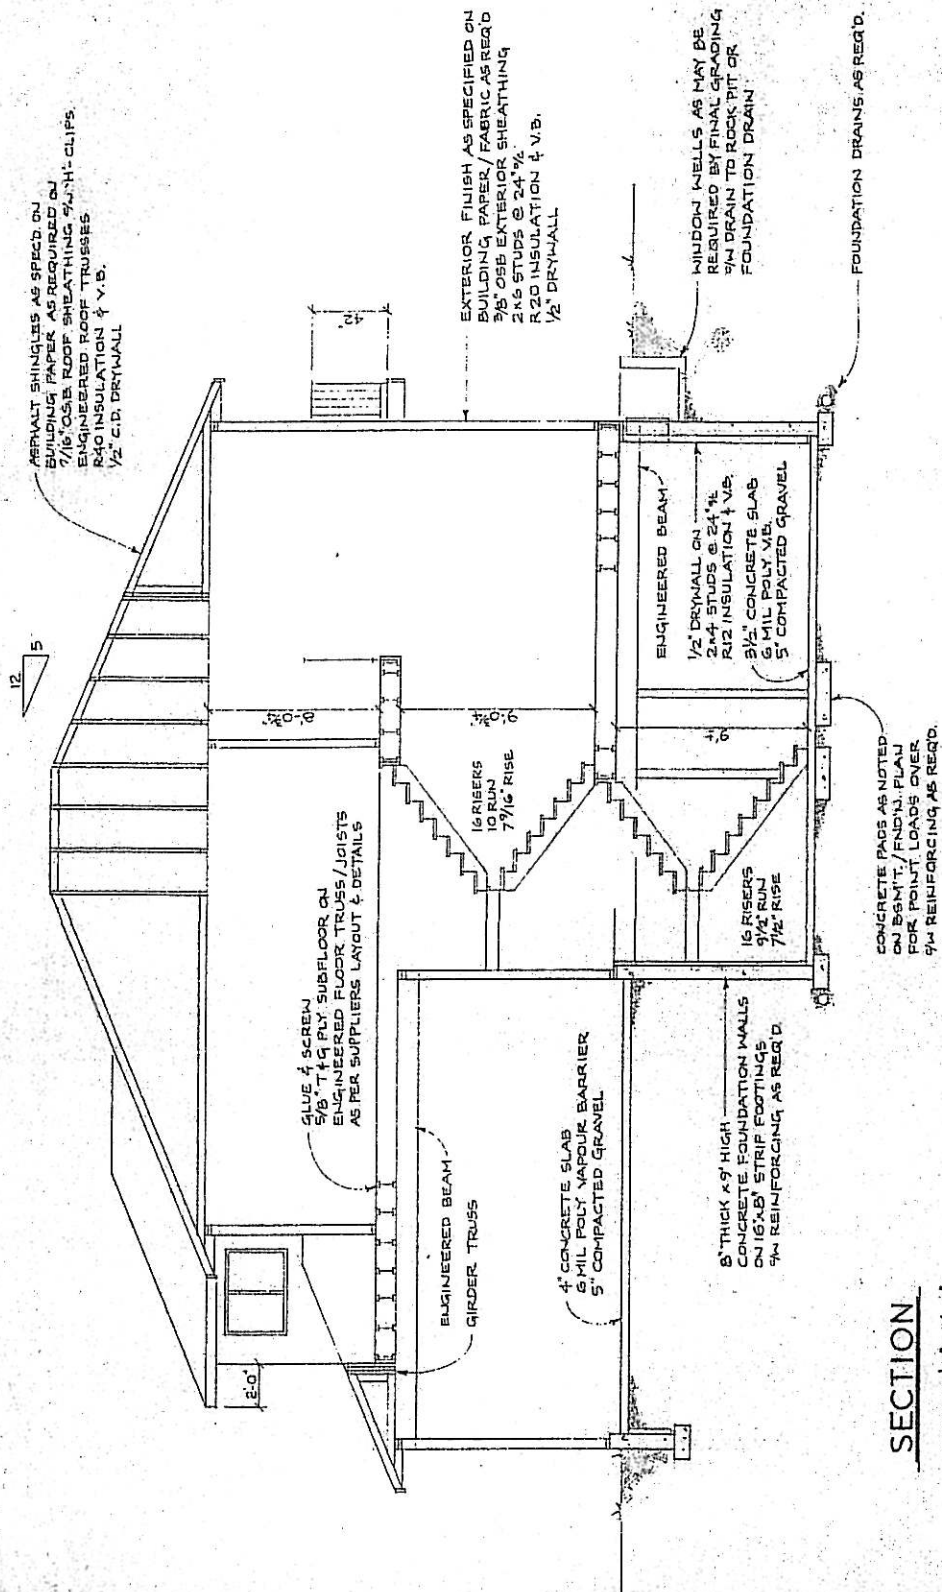 ASPHALT SHINGLES AS SPEC'D. ON
BUILDING PAPER AS REQUIRED ON
7/16" O.S.B. ROOF SHEATHING C/W 'H'-CLIPS.
ENGINEERED ROOF TRUSSES
R40 INSULATION & V.B.
1/2" C.D. DRYWALL
12
5
EXTERIOR FINISH AS SPECIFIED ON
BUILDING PAPER / FABRIC AS REQ'D
3/8" OSB EXTERIOR SHEATHING
2x6 STUDS @ 24" o/c
R20 INSULATION & V.B.
1/2" DRYWALL
42"
WINDOW WELLS AS MAY BE
REQUIRED BY FINAL GRADING
C/W DRAIN TO ROCK PIT OR
FOUNDATION DRAIN
FOUNDATION DRAINS AS REQ'D.
2'-0"
8'-0 3/4"
9'-0 3/4"
GLUE & SCREW
5/8" T&G PLY SUBFLOOR ON
ENGINEERED FLOOR TRUSS/JOISTS
AS PER SUPPLIERS LAYOUT & DETAILS
16 RISERS
10 RUN
7 9/16" RISE
ENGINEERED BEAM
GIRDER TRUSS
ENGINEERED BEAM
1/2" DRYWALL ON
2x4 STUDS @ 24" o/c
R12 INSULATION & V.B.
3 1/2" CONCRETE SLAB
6 MIL POLY V.B.
5" COMPACTED GRAVEL
16 RISERS
9 1/2" RUN
7 1/2" RISE
4" CONCRETE SLAB
6 MIL POLY VAPOUR BARRIER
5" COMPACTED GRAVEL
8" THICK x 9' HIGH
CONCRETE FOUNDATION WALLS
ON 16"x8" STRIP FOOTINGS
C/W REINFORCING AS REQ'D.
CONCRETE PADS AS NOTED
ON BSM'T. / FND'N. PLAN
FOR POINT LOADS OVER
C/W REINFORCING AS REQ'D.
SECTION